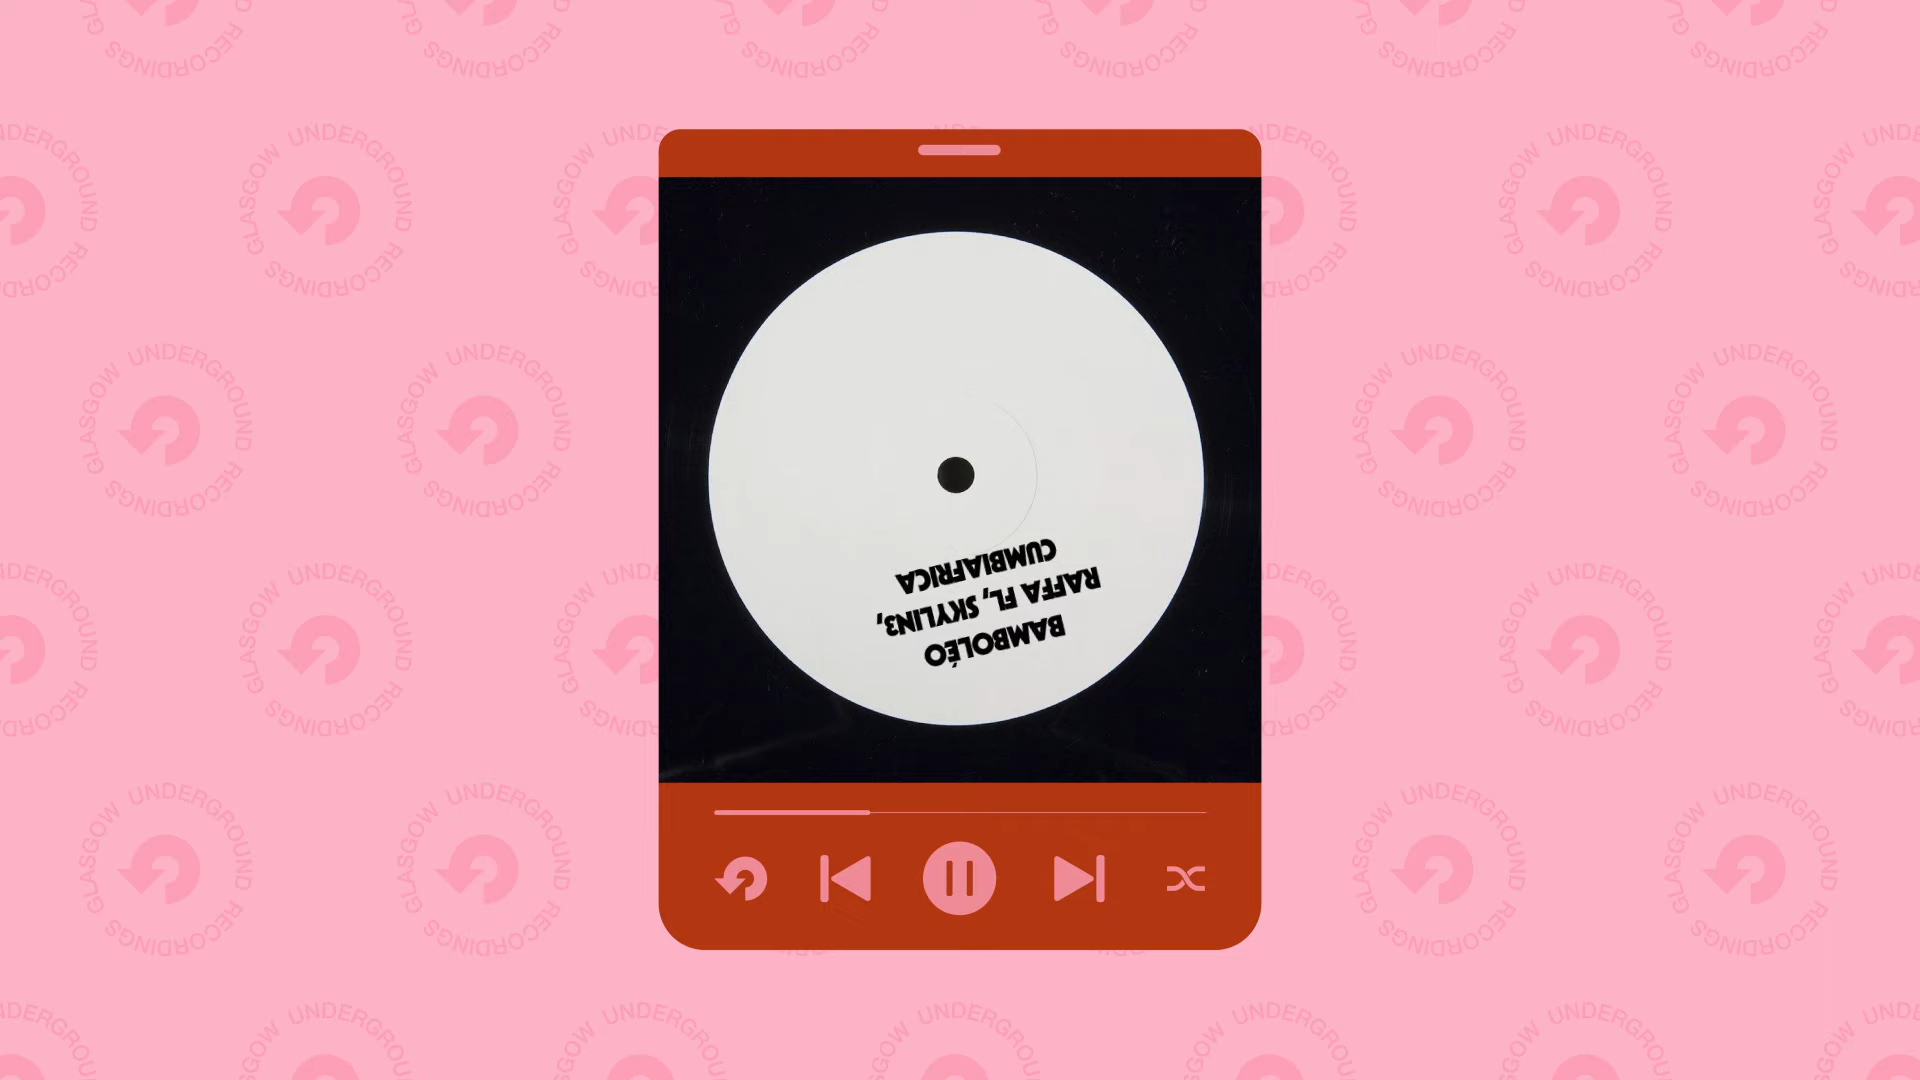 BAMBOLÉO
RAFFA FL, SKYLIN3,
CUMBIAFRICA
GLASGOW UNDERGROUND RECORDINGS